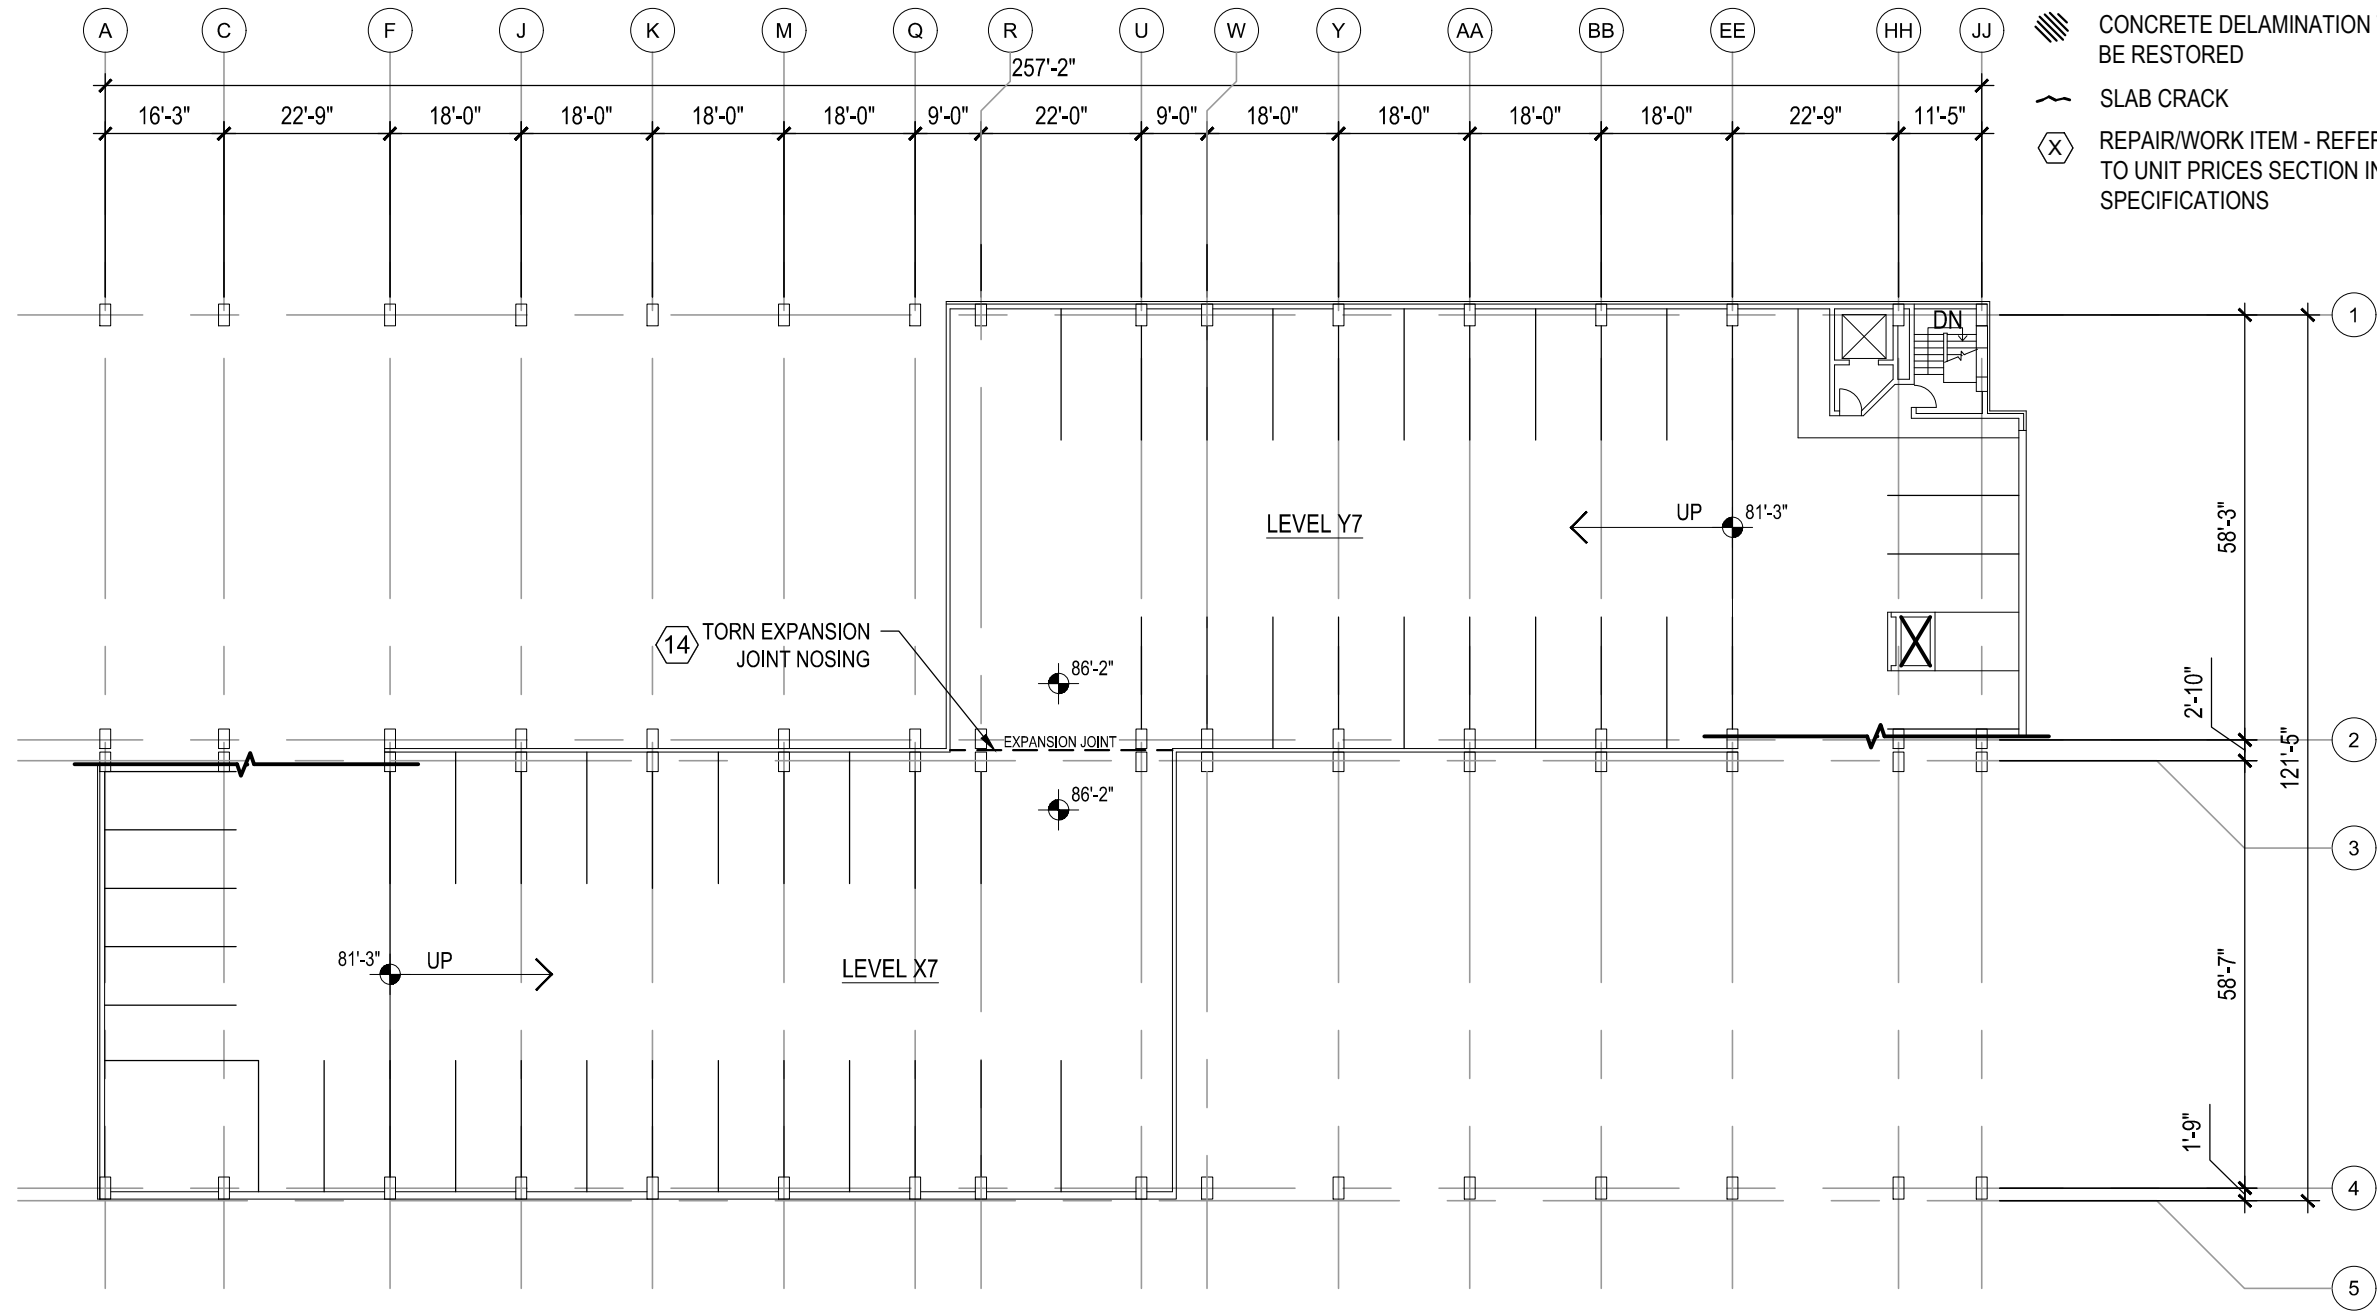 A
C
F
J
K
M
Q
R
U
W
Y
AA
BB
EE
HH
JJ
CONCRETE DELAMINATION
BE RESTORED
SLAB CRACK
X
REPAIR/WORK ITEM - REFER
TO UNIT PRICES SECTION IN
SPECIFICATIONS
257'-2"
16'-3"
22'-9"
18'-0"
18'-0"
18'-0"
18'-0"
9'-0"
22'-0"
9'-0"
18'-0"
18'-0"
18'-0"
18'-0"
22'-9"
11'-5"
1
DN
LEVEL Y7
UP
81'-3"
58'-3"
14
TORN EXPANSION
JOINT NOSING
86'-2"
2'-10"
EXPANSION JOINT
2
121'-5"
86'-2"
3
81'-3"
UP
LEVEL X7
58'-7"
1'-9"
4
5